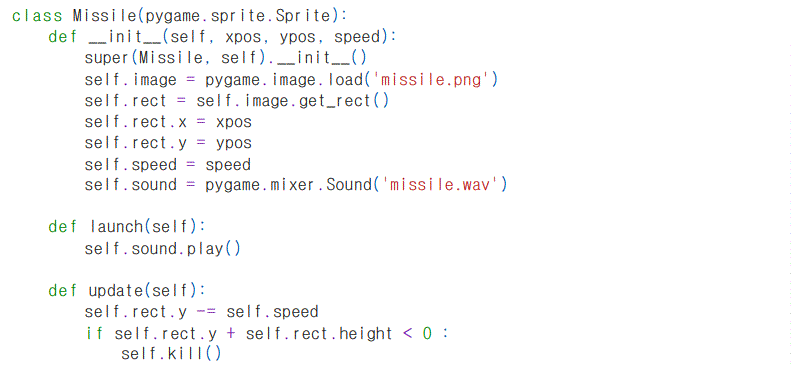 class Missile(pygame.sprite.Sprite):
    def __init__(self, xpos, ypos, speed):
        super(Missile, self).__init__()
        self.image = pygame.image.load('missile.png')
        self.rect = self.image.get_rect()
        self.rect.x = xpos
        self.rect.y = ypos
        self.speed = speed
        self.sound = pygame.mixer.Sound('missile.wav')

    def launch(self):
        self.sound.play()

    def update(self):
        self.rect.y -= self.speed
        if self.rect.y + self.rect.height < 0 :
            self.kill()